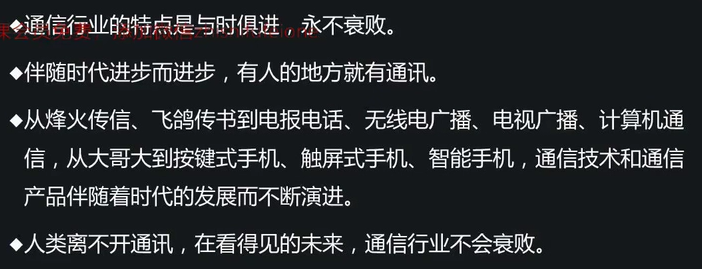 ◆通信行业的特点是与时俱进，永不衰败。
◆伴随时代进步而进步，有人的地方就有通讯。
◆从烽火传信、飞鸽传书到电报电话、无线电广播、电视广播、计算机通
信，从大哥大到按键式手机、触屏式手机、智能手机，通信技术和通信
产品伴随着时代的发展而不断演进。
◆人类离不开通讯，在看得见的未来，通信行业不会衰败。